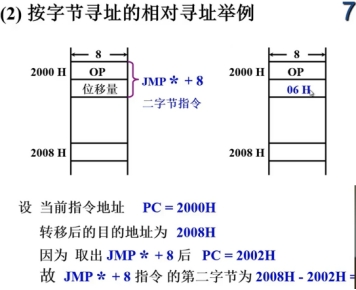 (2) 按字节寻址的相对寻址举例
7
8
8
2000 H
OP
位移量
JMP * + 8
二字节指令
2000 H
OP
06 H
2008 H
2008 H
设 当前指令地址 PC = 2000H
转移后的目的地址为 2008H
因为 取出 JMP * + 8 后 PC = 2002H
故 JMP * + 8 指令 的第二字节为 2008H - 2002H =